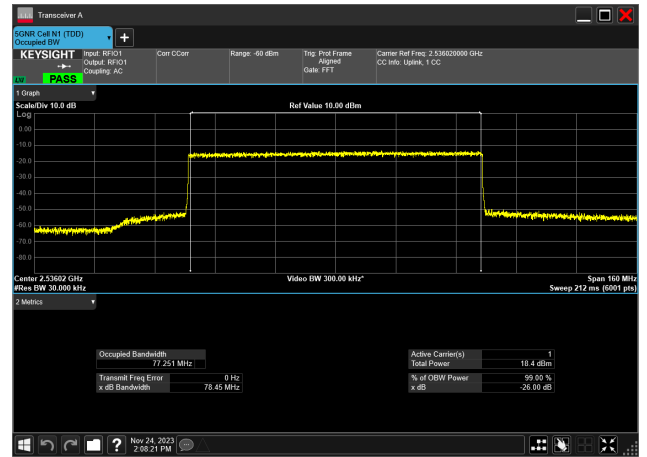 Transceiver A
5GNR Cell N1 (TDD)
Occupied BW
KEYSIGHT
LXI PASS
Input: RFIO1
Output: RFIO1
Coupling: AC
Corr CCorr
Range: -60 dBm
Trig: Prot Frame
Aligned
Gate: FFT
Carrier Ref Freq: 2.536020000 GHz
CC Info: Uplink, 1 CC
1 Graph
Scale/Div 10.0 dB
Ref Value 10.00 dBm
Log
0.00
-10.0
-20.0
-30.0
-40.0
-50.0
-60.0
-70.0
-80.0
Center 2.53602 GHz
Video BW 300.00 kHz*
Span 160 MHz
#Res BW 30.000 kHz
Sweep 212 ms (6001 pts)
2 Metrics
Occupied Bandwidth
77.251 MHz
Transmit Freq Error 0 Hz
x dB Bandwidth 78.45 MHz
Active Carrier(s) 1
Total Power 18.4 dBm
% of OBW Power 99.00 %
x dB -26.00 dB
?
Nov 24, 2023
2:08:21 PM